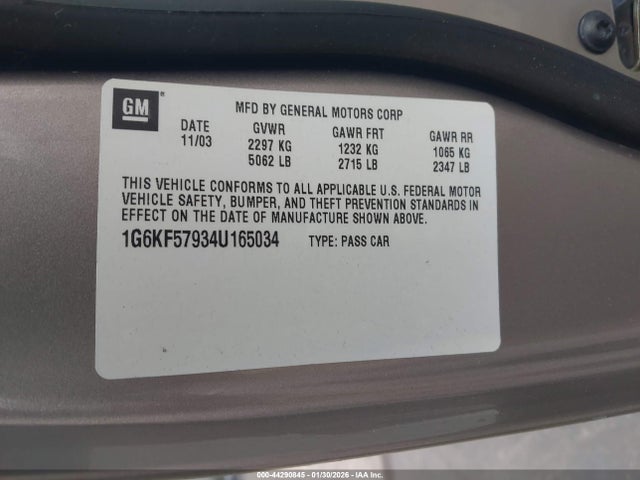 GM ®
MFD BY GENERAL MOTORS CORP
DATE GVWR GAWR FRT GAWR RR
11/03 2297 KG 1232 KG 1065 KG
5062 LB 2715 LB 2347 LB
THIS VEHICLE CONFORMS TO ALL APPLICABLE U.S. FEDERAL MOTOR
VEHICLE SAFETY, BUMPER, AND THEFT PREVENTION STANDARDS IN
EFFECT ON THE DATE OF MANUFACTURE SHOWN ABOVE.
1G6KF57934U165034 TYPE: PASS CAR
000-44290845 - 01/30/2026 - IAA Inc.